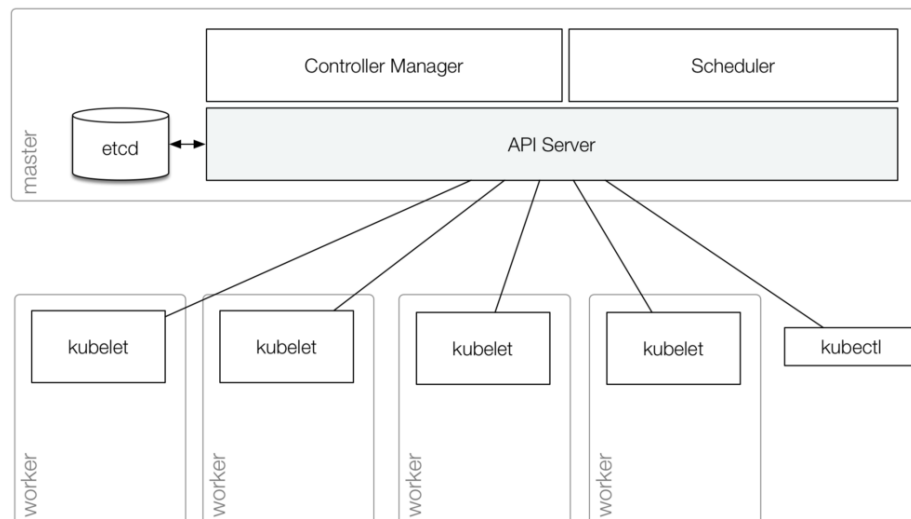 Controller Manager
Scheduler
master
etcd
API Server
kubelet
kubelet
kubelet
kubelet
kubectl
worker
worker
worker
worker